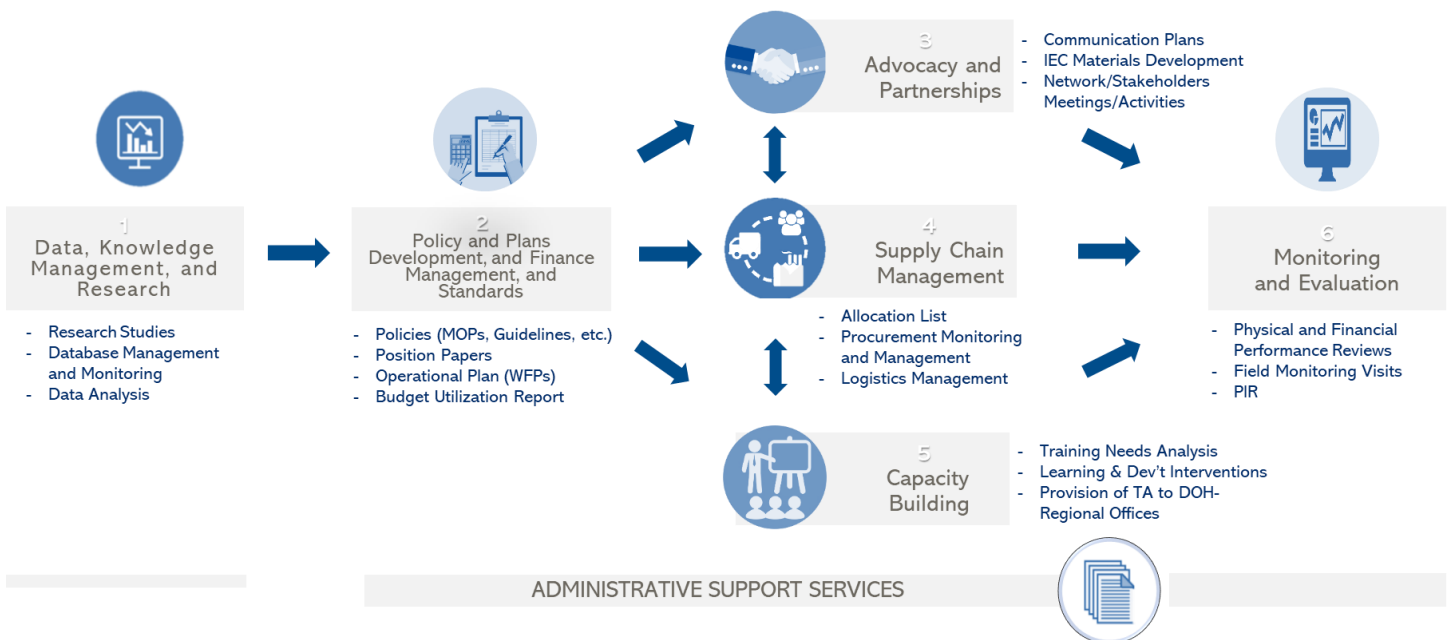 1
Data, Knowledge
Management, and
Research
- Research Studies
- Database Management
and Monitoring
- Data Analysis
2
Policy and Plans
Development, and Finance
Management, and
Standards
- Policies (MOPs, Guidelines, etc.)
- Position Papers
- Operational Plan (WFPs)
- Budget Utilization Report
3
Advocacy and
Partnerships
- Communication Plans
- IEC Materials Development
- Network/Stakeholders
Meetings/Activities
4
Supply Chain
Management
- Allocation List
- Procurement Monitoring
and Management
- Logistics Management
5
Capacity
Building
- Training Needs Analysis
- Learning & Dev't Interventions
- Provision of TA to DOH-
Regional Offices
6
Monitoring
and Evaluation
- Physical and Financial
Performance Reviews
- Field Monitoring Visits
- PIR
ADMINISTRATIVE SUPPORT SERVICES